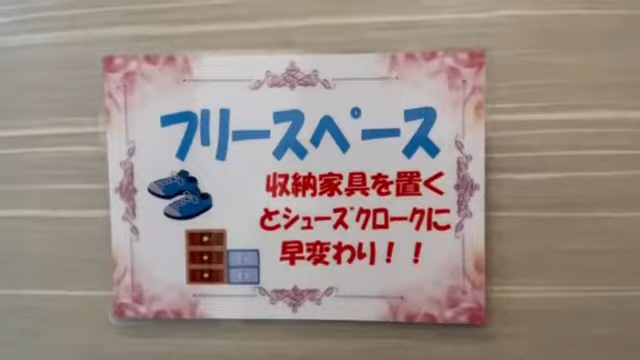 フリースペース
収納家具を置く
とシューズクロークに
早変わり！！